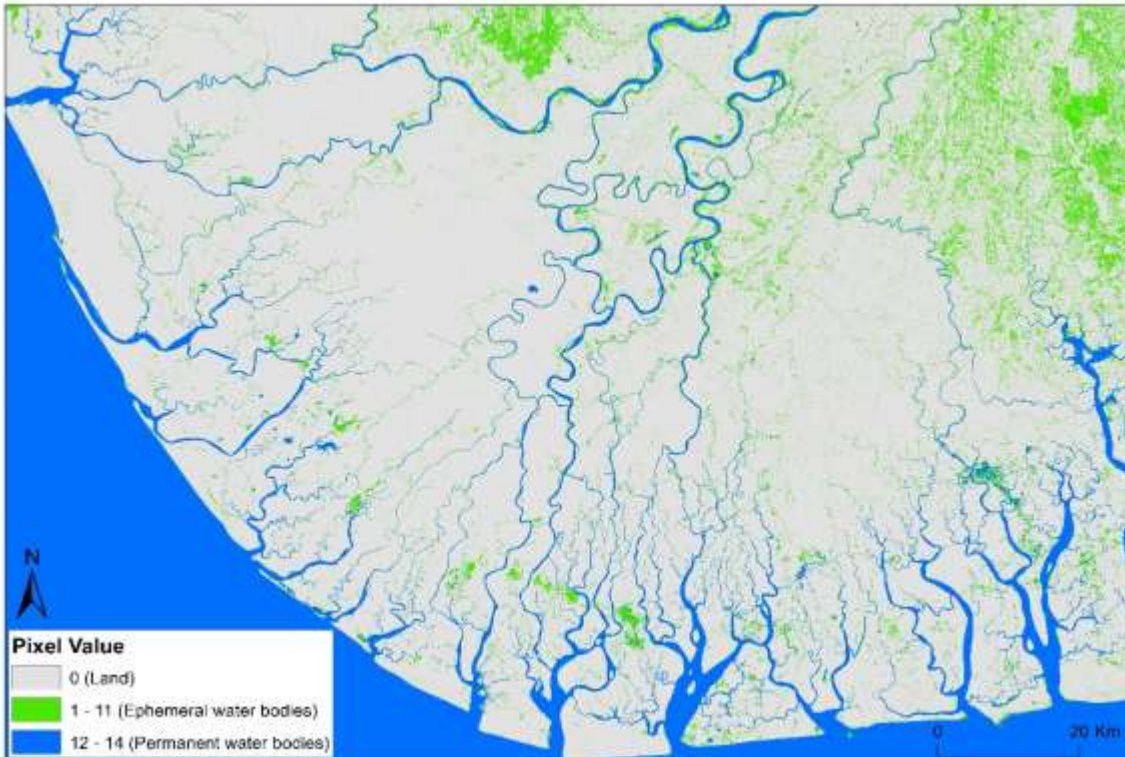 N
Pixel Value
0 (Land)
1 - 11 (Ephemeral water bodies)
12 - 14 (Permanent water bodies)
0 20 Km